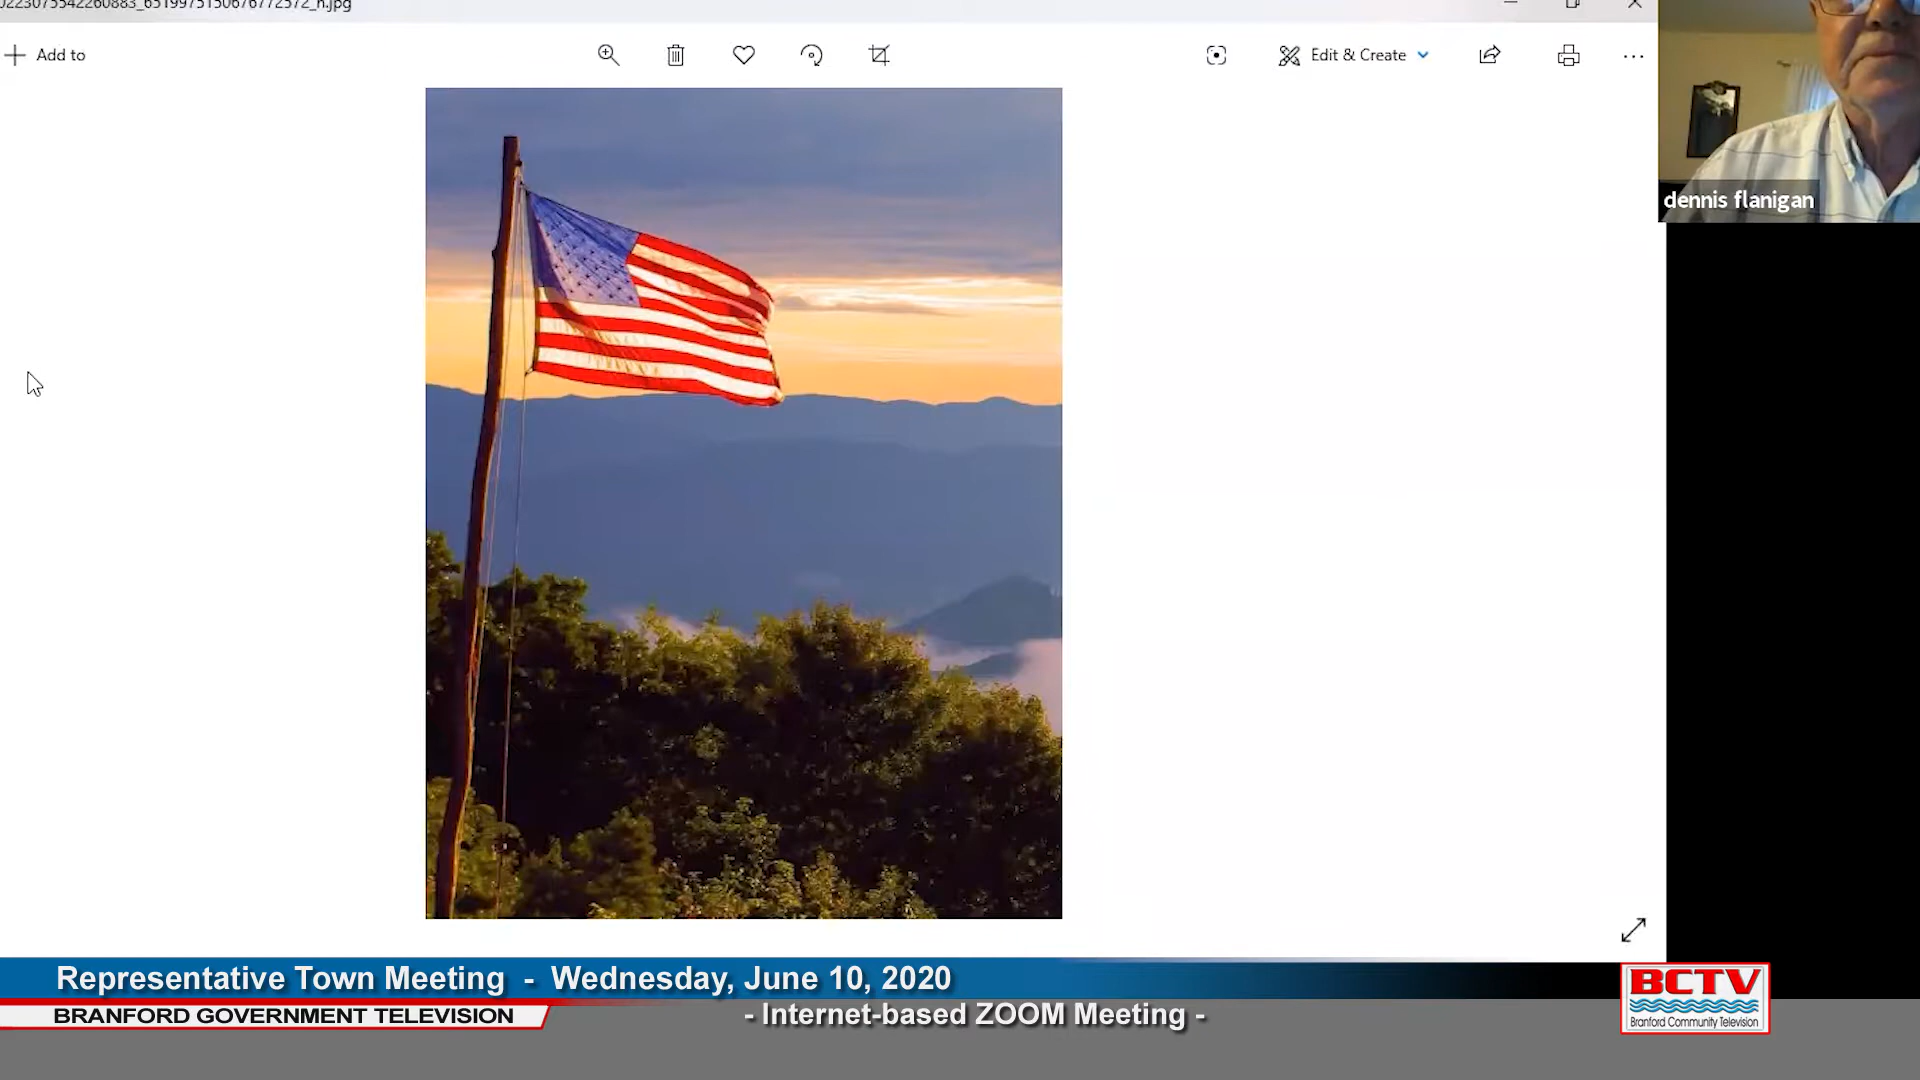 Add to
Edit & Create
dennis flanigan
Representative Town Meeting - Wednesday, June 10, 2020
BRANFORD GOVERNMENT TELEVISION
- Internet-based ZOOM Meeting -
BCTV
Branford Community Television